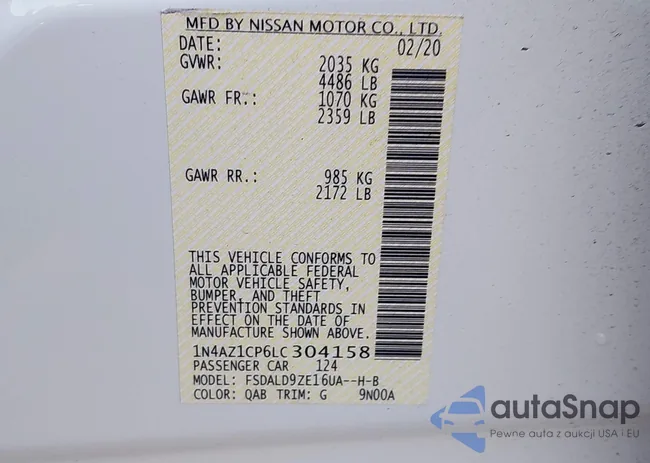 MFD BY NISSAN MOTOR CO., LTD.
DATE: 02/20
GVWR: 2035 KG
4486 LB
GAWR FR.: 1070 KG
2359 LB
GAWR RR.: 985 KG
2172 LB
THIS VEHICLE CONFORMS TO
ALL APPLICABLE FEDERAL
MOTOR VEHICLE SAFETY,
BUMPER, AND THEFT
PREVENTION STANDARDS IN
EFFECT ON THE DATE OF
MANUFACTURE SHOWN ABOVE.
1N4AZ1CP6LC304158
PASSENGER CAR 124
MODEL: FSDALD9ZE16UA--H-B
COLOR: QAB TRIM: G 9N00A
autoSnap
Pewne auta z aukcji USA i EU